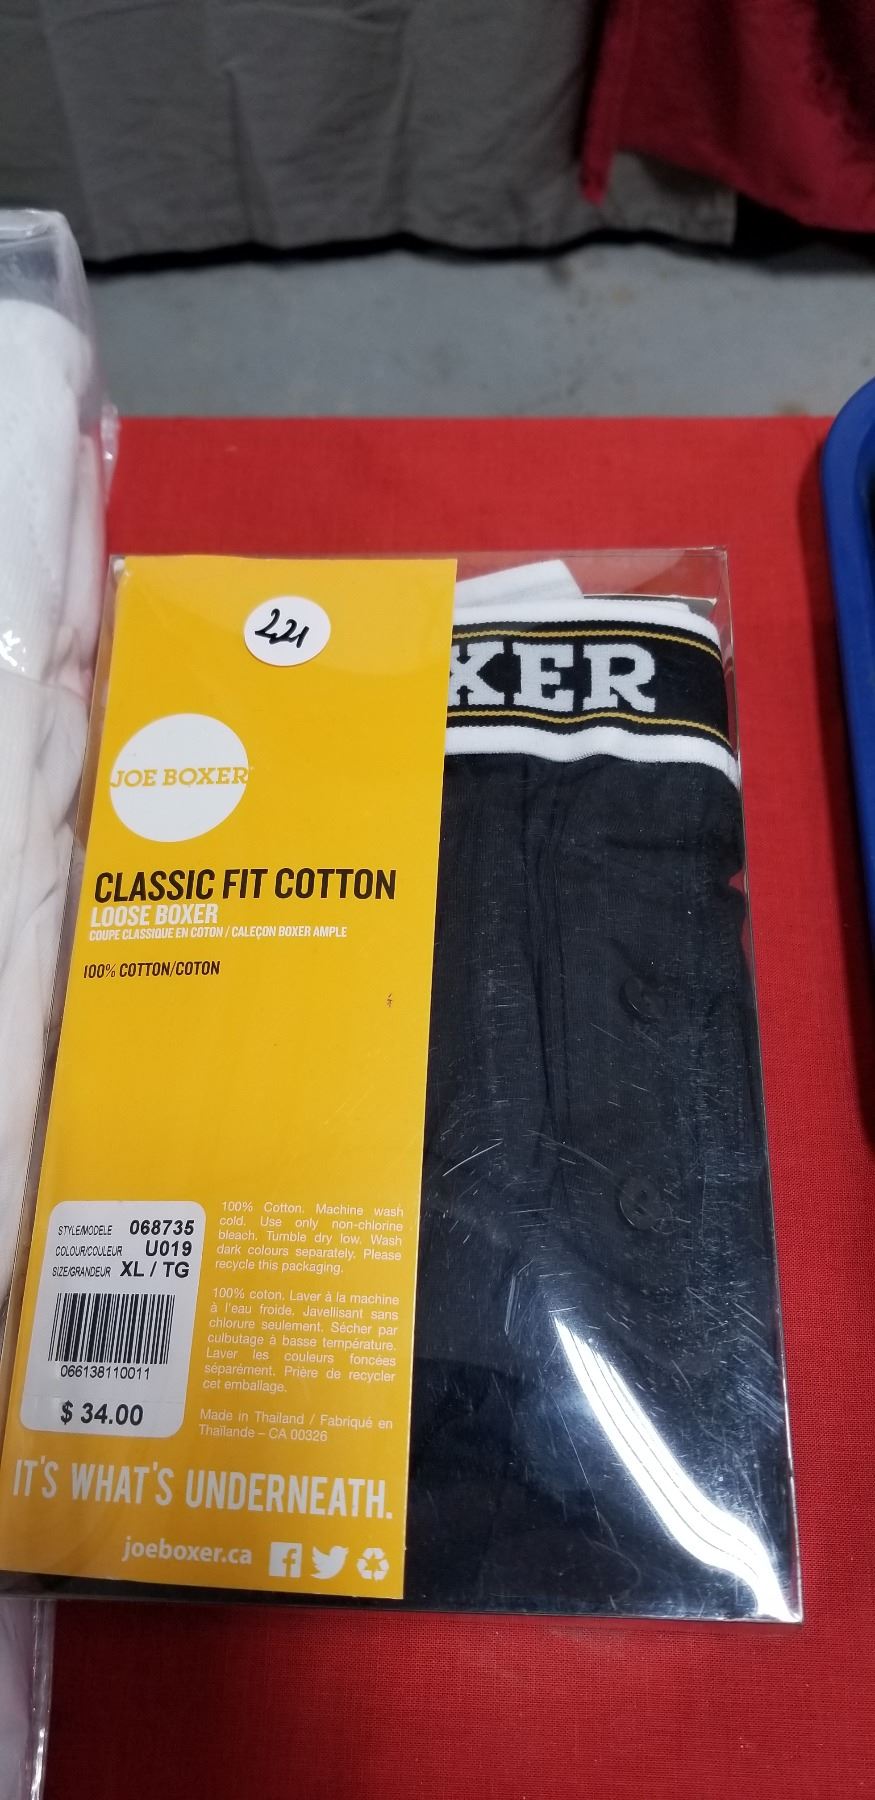 221
XER
JOE BOXER
CLASSIC FIT COTTON
LOOSE BOXER
COUPE CLASSIQUE EN COTON / CALEÇON BOXER AMPLE
100% COTTON/COTON
STYLE/MODELE 068735
COLOUR/COULEUR U019
SIZE/GRANDEUR XL / TG
066138110011
$ 34.00
100% Cotton. Machine wash
cold. Use only non-chlorine
bleach. Tumble dry low. Wash
dark colours separately. Please
recycle this packaging.
100% coton. Laver à la machine
à l'eau froide. Javellisant sans
chlorure seulement. Sécher par
culbutage à basse température.
Laver les couleurs foncées
séparément. Prière de recycler
cet emballage.
Made in Thailand / Fabriqué en
Thaïlande – CA 00326
IT'S WHAT'S UNDERNEATH.
joeboxer.ca